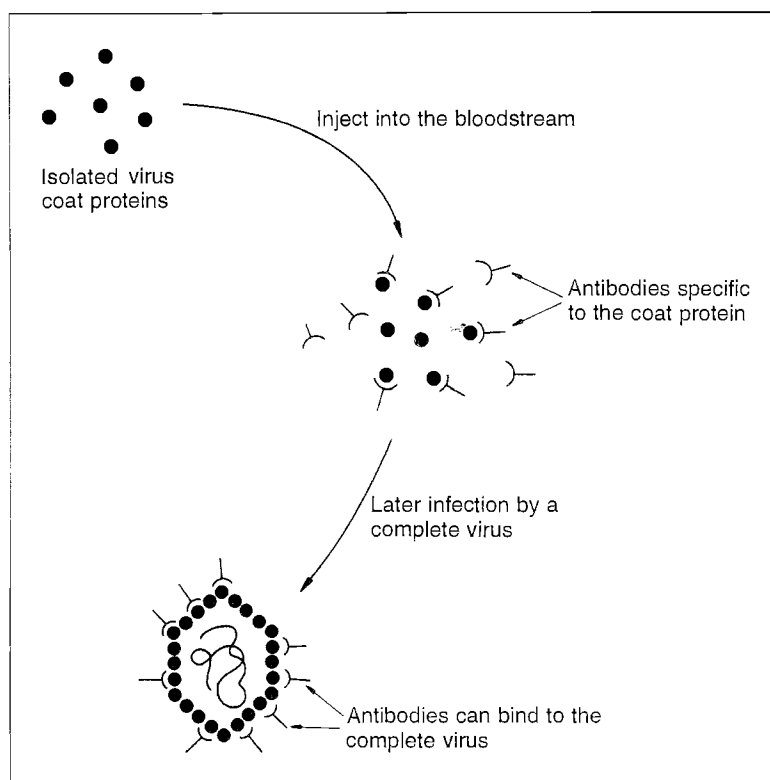 Inject into the bloodstream
Isolated virus
coat proteins
Antibodies specific
to the coat protein
Later infection by a
complete virus
Antibodies can bind to the
complete virus